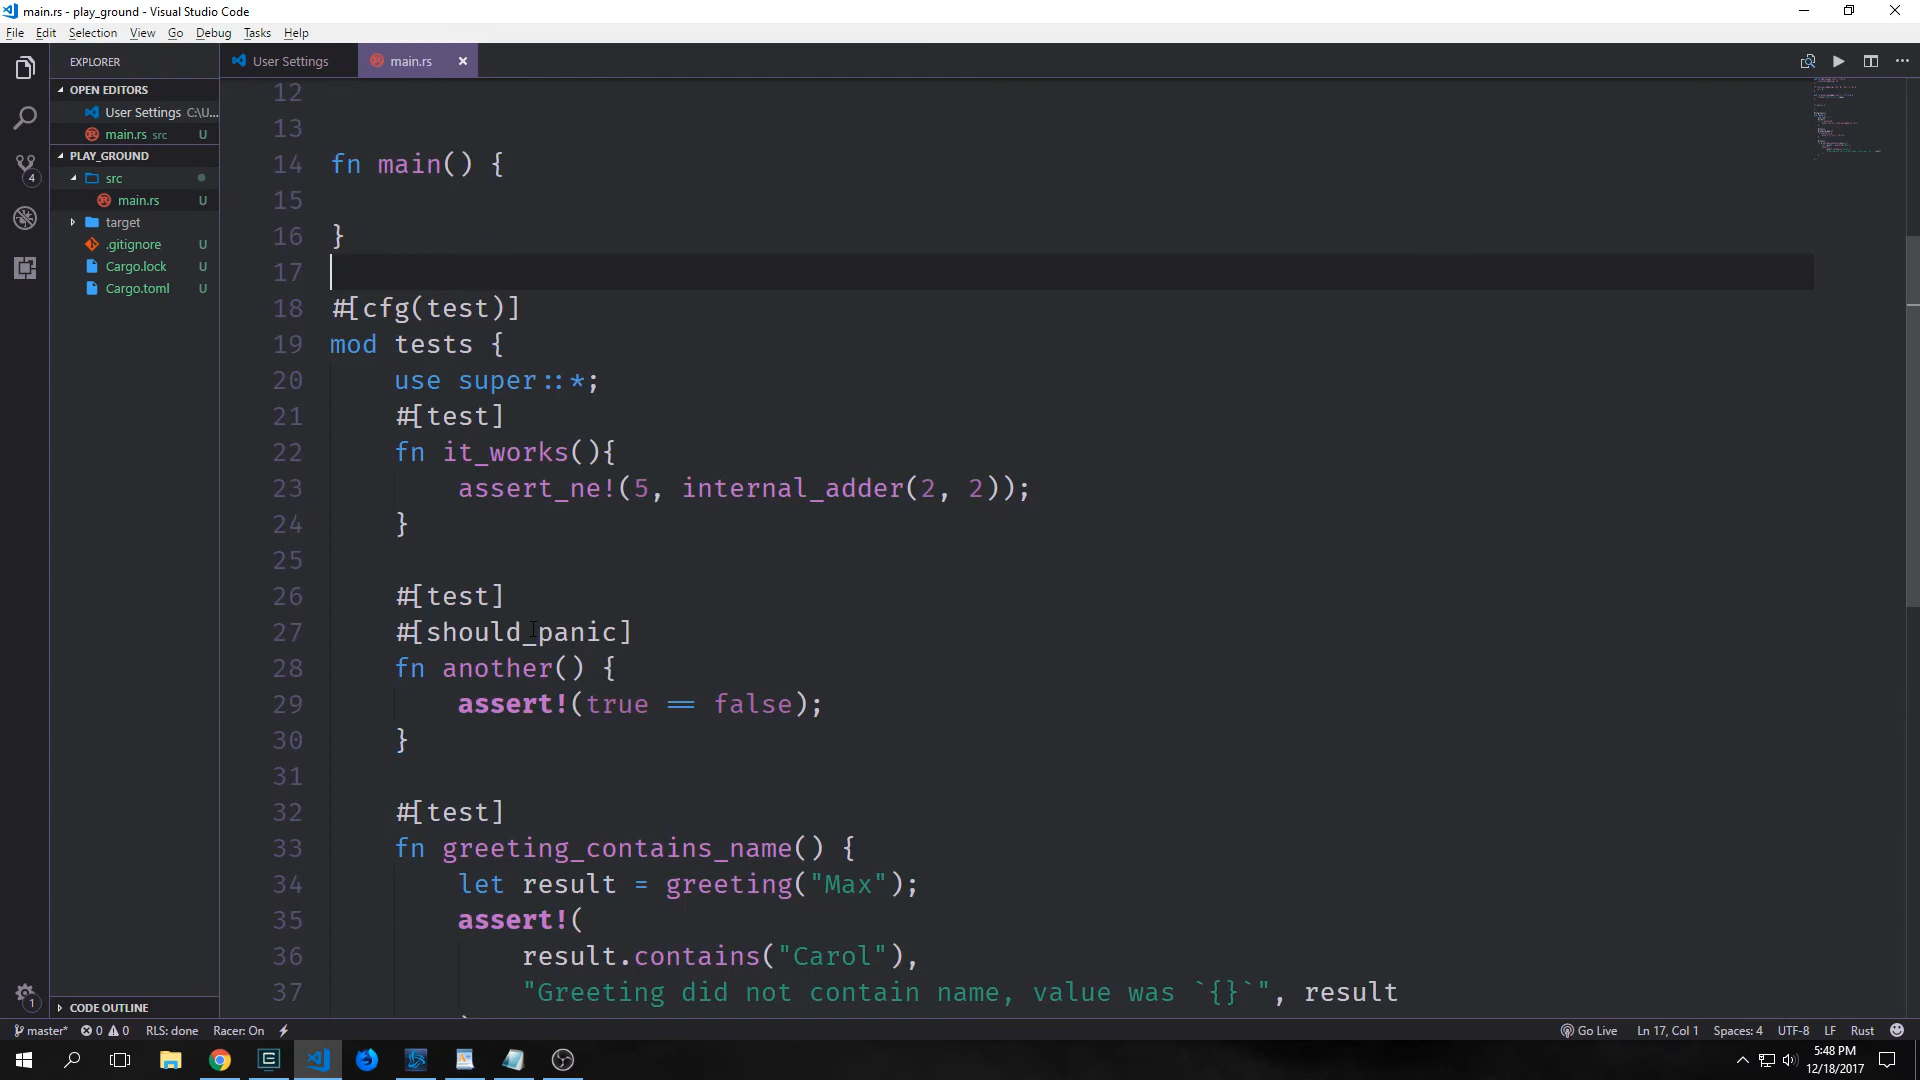 main.rs - play_ground - Visual Studio Code
File Edit Selection View Go Debug Tasks Help
EXPLORER
OPEN EDITORS
User Settings C:\U...
main.rs src U
PLAY_GROUND
src
main.rs U
target
.gitignore U
Cargo.lock U
Cargo.toml U
CODE OUTLINE
4
1
User Settings main.rs
12
13
14 fn main() {
15
16 }
17
18 #[cfg(test)]
19 mod tests {
20 use super::*;
21 #[test]
22 fn it_works(){
23 assert_ne!(5, internal_adder(2, 2));
24 }
25
26 #[test]
27 #[should_panic]
28 fn another() {
29 assert!(true == false);
30 }
31
32 #[test]
33 fn greeting_contains_name() {
34 let result = greeting("Max");
35 assert!(
36 result.contains("Carol"),
37 "Greeting did not contain name, value was `{}`", result
master* 0 0 RLS: done Racer: On Go Live Ln 17, Col 1 Spaces: 4 UTF-8 LF Rust
5:48 PM
12/18/2017